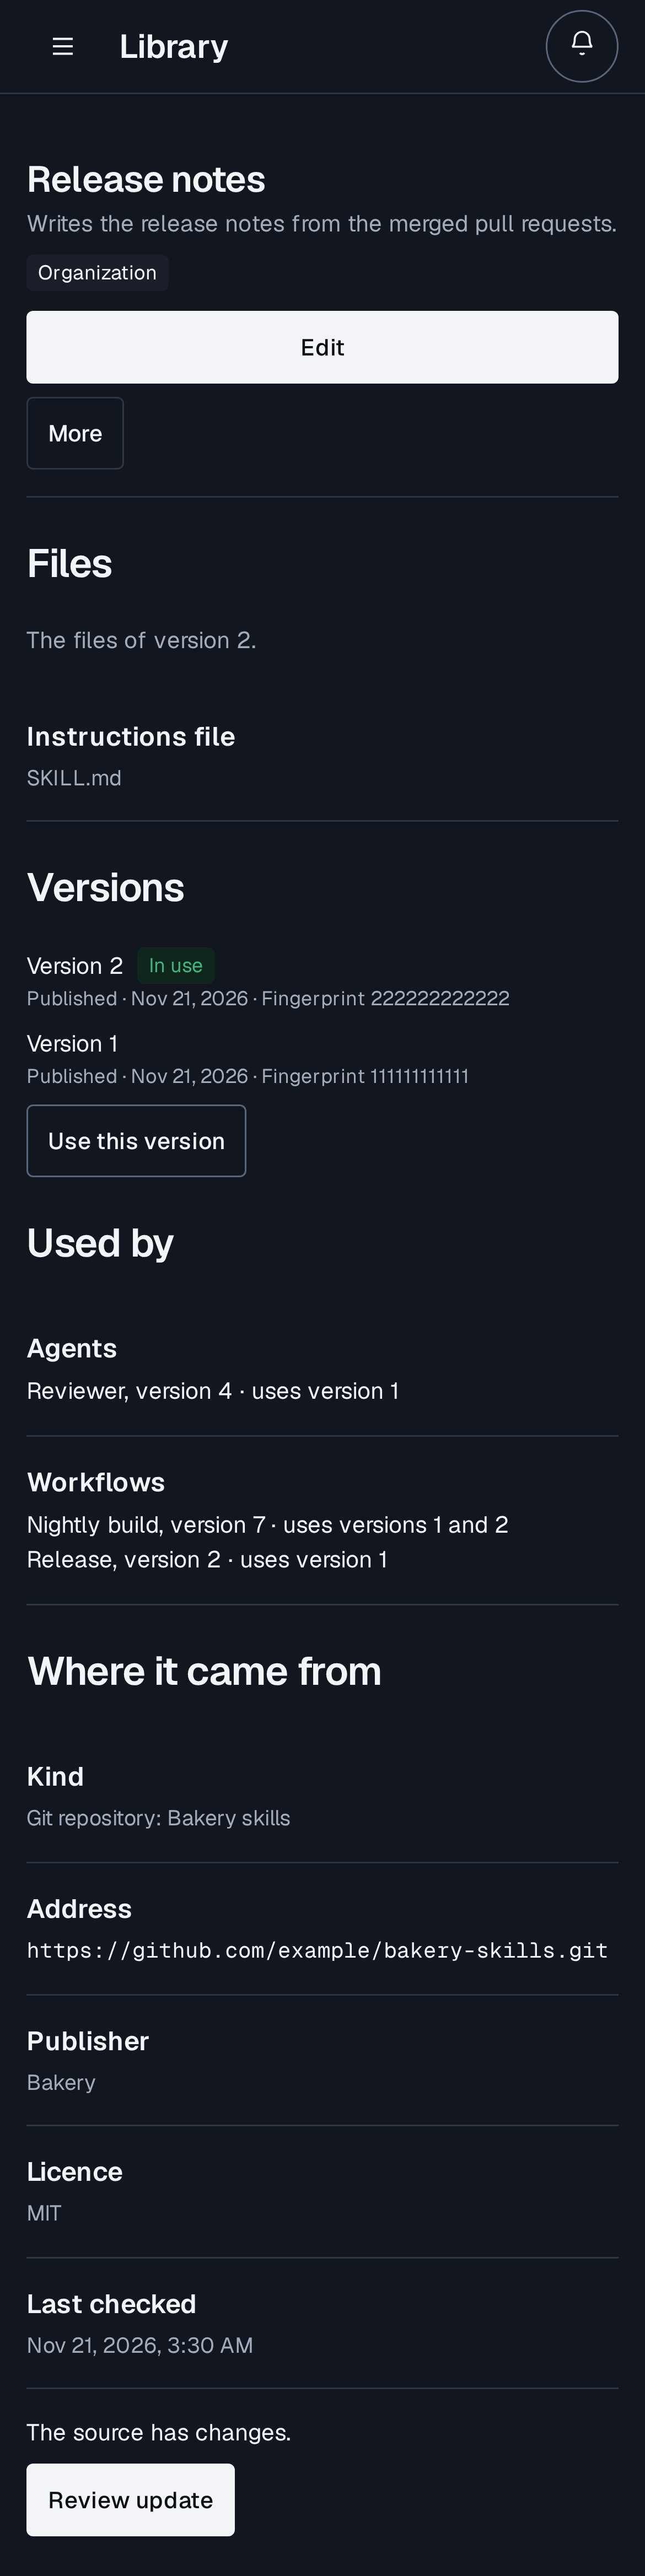 Library
Release notes
Writes the release notes from the merged pull requests.
Organization
Edit
More
Files
The files of version 2.
Instructions file
SKILL.md
Versions
Version 2 In use
Published · Nov 21, 2026 · Fingerprint 222222222222
Version 1
Published · Nov 21, 2026 · Fingerprint 111111111111
Use this version
Used by
Agents
Reviewer, version 4 · uses version 1
Workflows
Nightly build, version 7 · uses versions 1 and 2
Release, version 2 · uses version 1
Where it came from
Kind
Git repository: Bakery skills
Address
https://github.com/example/bakery-skills.git
Publisher
Bakery
Licence
MIT
Last checked
Nov 21, 2026, 3:30 AM
The source has changes.
Review update